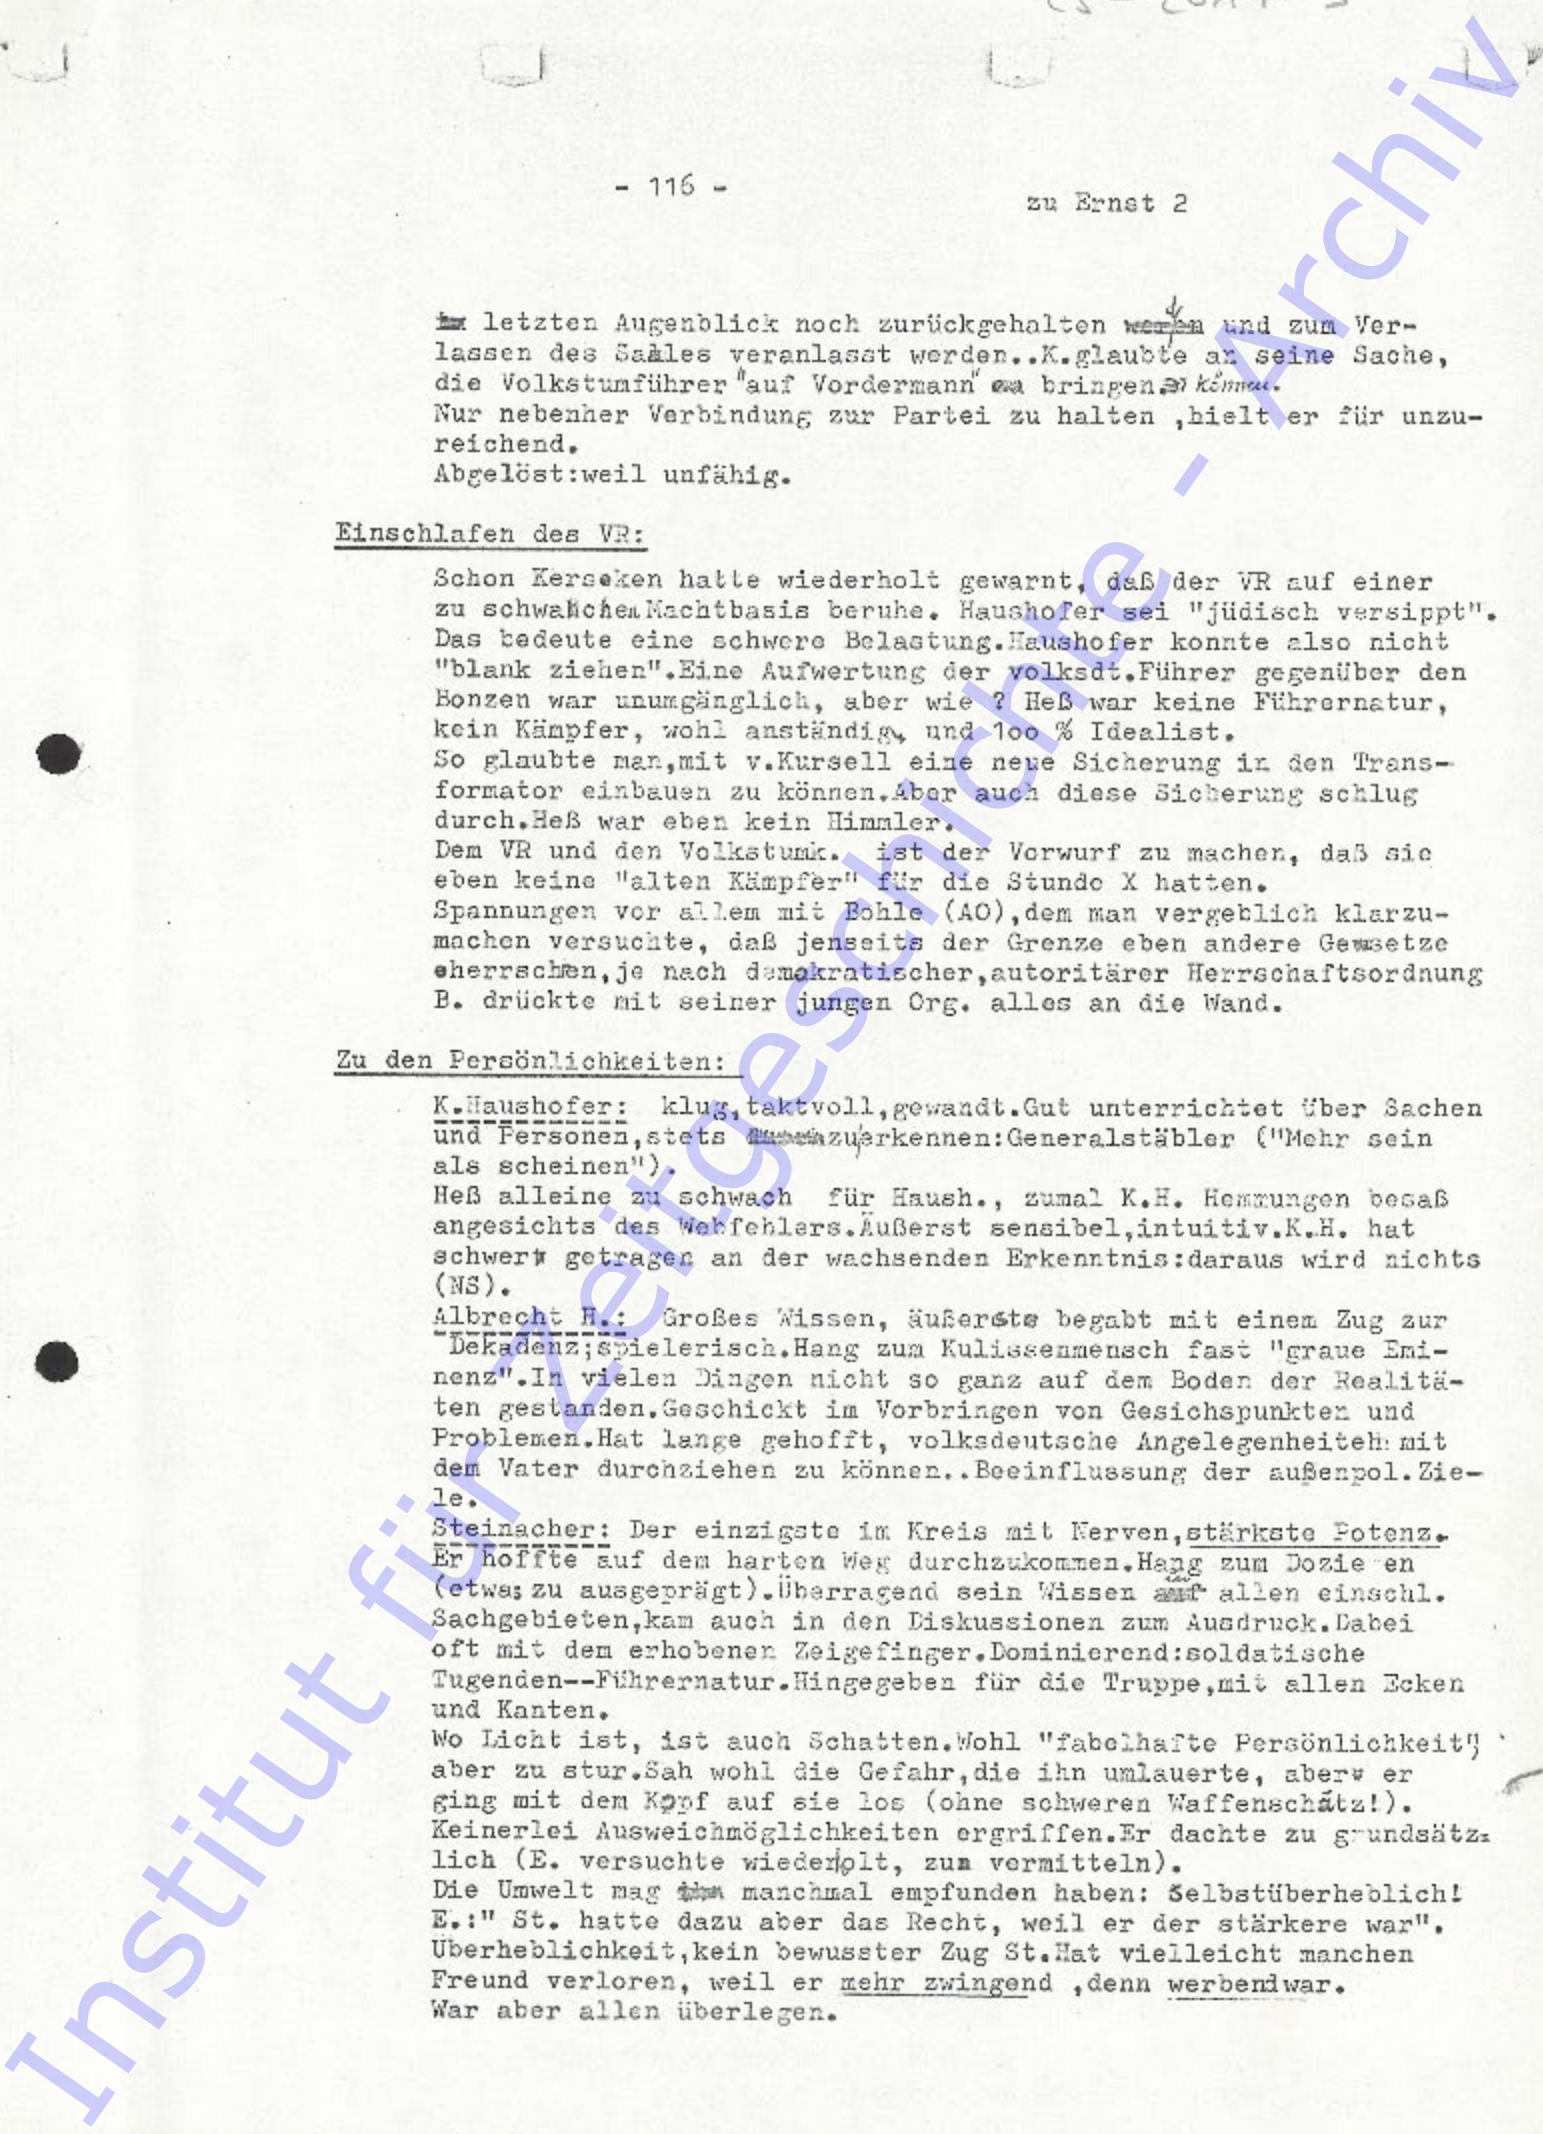 - 116 -
zu Ernst 2
letzten Augenblick noch zurückgehalten und zum Ver-
lassen des Saales veranlasst werden..K.glaubte an seine Sache,
die Volkstumführer "auf Vordermann" bringen zu können.
Nur nebenher Verbindung zur Partei zu halten ,hielt er für unzu-
reichend.
Abgelöst:weil unfähig.
Einschlafen des VR:
Schon Kerseken hatte wiederholt gewarnt, daß der VR auf einer
zu schwachen Machtbasis beruhe. Haushofer sei "jüdisch versippt".
Das bedeute eine schwere Belastung.Haushofer konnte also nicht
"blank ziehen".Eine Aufwertung der volksdt.Führer gegenüber den
Bonzen war unumgänglich, aber wie ? Heß war keine Führernatur,
kein Kämpfer, wohl anständig, und 1oo % Idealist.
So glaubte man,mit v.Kursell eine neue Sicherung in den Trans-
formator einbauen zu können.Aber auch diese Sicherung schlug
durch.Heß war eben kein Himmler.
Dem VR und den Volkstumk. ist der Vorwurf zu machen, daß sie
eben keine "alten Kämpfer" für die Stunde X hatten.
Spannungen vor allem mit Bohle (AO),dem man vergeblich klarzu-
machen versuchte, daß jenseits der Grenze eben andere Gesetze
herrschen,je nach demokratischer,autoritärer Herrschaftsordnung
B. drückte mit seiner jungen Org. alles an die Wand.
Zu den Persönlichkeiten:
K.Haushofer: klug,taktvoll,gewandt.Gut unterrichtet über Sachen
und Personen,stets zu erkennen:Generalstäbler ("Mehr sein
als scheinen").
Heß alleine zu schwach für Haush., zumal K.H. Hemmungen besaß
angesichts des Webfehlers.Äußerst sensibel,intuitiv.K.H. hat
schwer getragen an der wachsenden Erkenntnis:daraus wird nichts
(NS).
Albrecht H.: Großes Wissen, äußerst begabt mit einem Zug zur
Dekadenz;spielerisch.Hang zum Kulissenmensch fast "graue Emi-
nenz".In vielen Dingen nicht so ganz auf dem Boden der Realitä-
ten gestanden.Geschickt im Vorbringen von Gesichspunkten und
Problemen.Hat lange gehofft, volksdeutsche Angelegenheiten mit
dem Vater durchziehen zu können..Beeinflussung der außenpol.Zie-
le.
Steinacher: Der einzigste im Kreis mit Nerven,stärkste Potenz.
Er hoffte auf dem harten Weg durchzukommen.Hang zum Dozieren
(etwas zu ausgeprägt).Überragend sein Wissen allen einschl.
Sachgebieten,kam auch in den Diskussionen zum Ausdruck.Dabei
oft mit dem erhobenen Zeigefinger.Dominierend:soldatische
Tugenden--Führernatur.Hingegeben für die Truppe,mit allen Ecken
und Kanten.
Wo Licht ist, ist auch Schatten.Wohl "fabelhafte Persönlichkeit",
aber zu stur.Sah wohl die Gefahr,die ihn umlauerte, aber er
ging mit dem Kopf auf sie los (ohne schweren Waffenschutz!).
Keinerlei Ausweichmöglichkeiten ergriffen.Er dachte zu grundsätz-
lich (E. versuchte wiederholt, zu vermitteln).
Die Umwelt mag manchmal empfunden haben: Selbstüberheblich!
E.:" St. hatte dazu aber das Recht, weil er der stärkere war".
Überheblichkeit,kein bewusster Zug St.Hat vielleicht manchen
Freund verloren, weil er mehr zwingend ,denn werbend war.
War aber allen überlegen.
Institut für Zeitgeschichte - Archiv